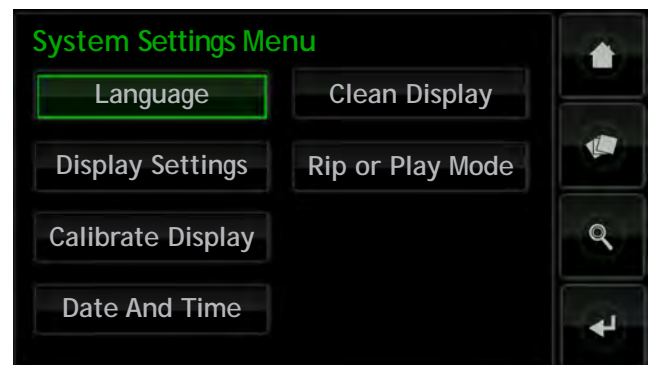 System Settings Menu
Language
Clean Display
Display Settings
Rip or Play Mode
Calibrate Display
Date And Time